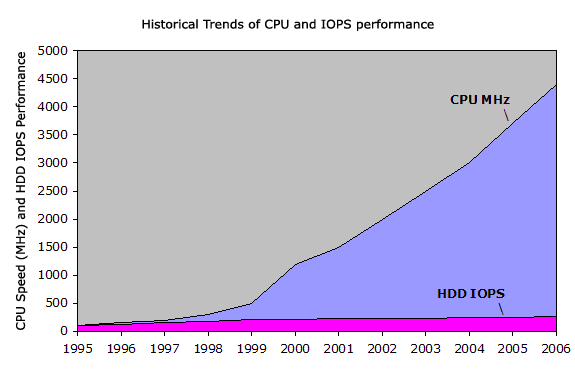 Historical Trends of CPU and IOPS performance
CPU Speed (MHz) and HDD IOPS Performance
5000
4500
4000
3500
3000
2500
2000
1500
1000
500
0
CPU MHz
HDD IOPS
1995 1996 1997 1998 1999 2000 2001 2002 2003 2004 2005 2006